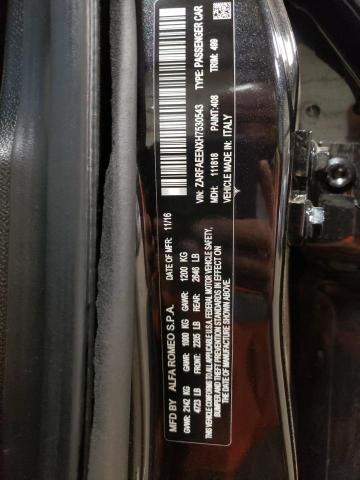 MFD BY ALFA ROMEO S.P.A. DATE OF MFR: 11/16
GVWR: 2142 KG GAWR: 1000 KG GAWR: 1200 KG
4723 LB FRONT: 2205 LB REAR: 2646 LB
THIS VEHICLE CONFORMS TO ALL APPLICABLE U.S.A. FEDERAL MOTOR VEHICLE SAFETY,
BUMPER AND THEFT PREVENTION STANDARDS IN EFFECT ON
THE DATE OF MANUFACTURE SHOWN ABOVE.
VIN: ZARFAEENXH7530543 TYPE: PASSENGER CAR
MDH: 111818 PAINT: 408 TRIM: 489
VEHICLE MADE IN: ITALY